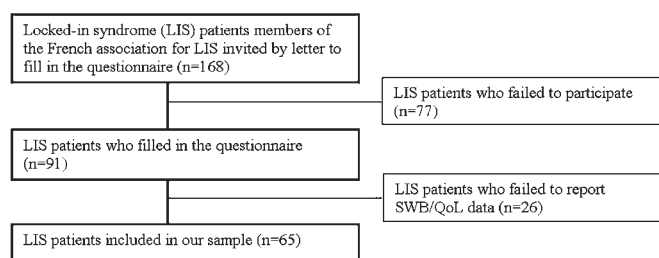 Locked-in syndrome (LIS) patients members of
the French association for LIS invited by letter to
fill in the questionnaire (n=168)
LIS patients who failed to participate
(n=77)
LIS patients who filled in the questionnaire
(n=91)
LIS patients who failed to report
SWB/QoL data (n=26)
LIS patients included in our sample (n=65)